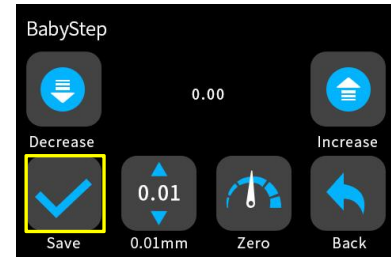 BabyStep
0.00
Decrease
Increase
0.01
Save
0.01mm
Zero
Back